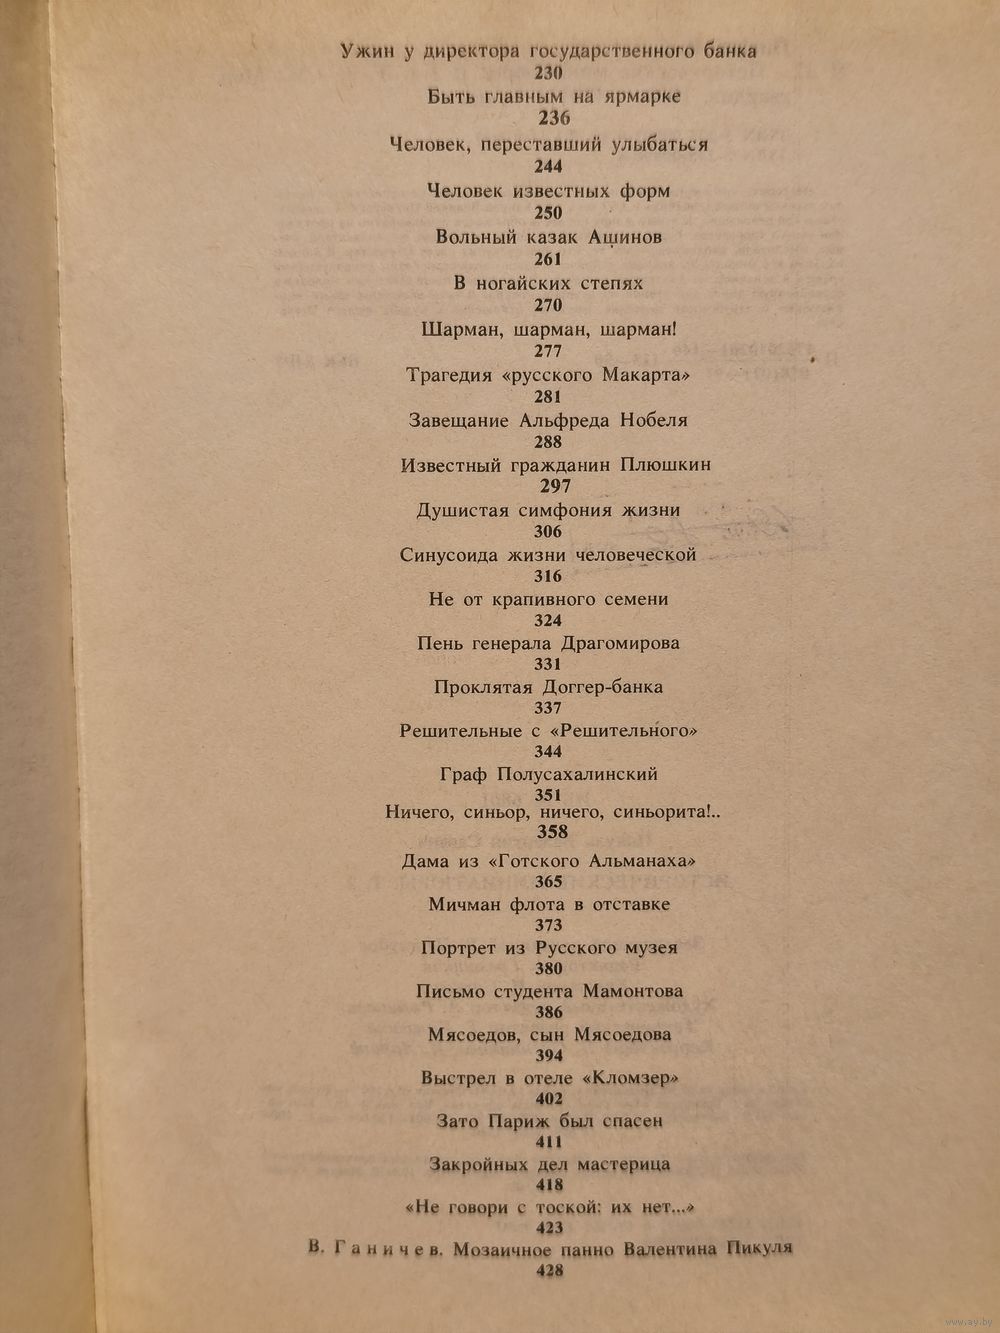 Ужин у директора государственного банка
230
Быть главным на ярмарке
236
Человек, переставший улыбаться
244
Человек известных форм
250
Вольный казак Ашинов
261
В ногайских степях
270
Шарман, шарман, шарман!
277
Трагедия «русского Макарта»
281
Завещание Альфреда Нобеля
288
Известный гражданин Плюшкин
297
Душистая симфония жизни
306
Синусоида жизни человеческой
316
Не от крапивного семени
324
Пень генерала Драгомирова
331
Проклятая Доггер-банка
337
Решительные с «Решительного»
344
Граф Полусахалинский
351
Ничего, синьор, ничего, синьорита!..
358
Дама из «Готского Альманаха»
365
Мичман флота в отставке
373
Портрет из Русского музея
380
Письмо студента Мамонтова
386
Мясоедов, сын Мясоедова
394
Выстрел в отеле «Кломзер»
402
Зато Париж был спасен
411
Закройных дел мастерица
418
«Не говори с тоской: их нет...»
423
В. Ганичев. Мозаичное панно Валентина Пикуля
428
www.ay.by